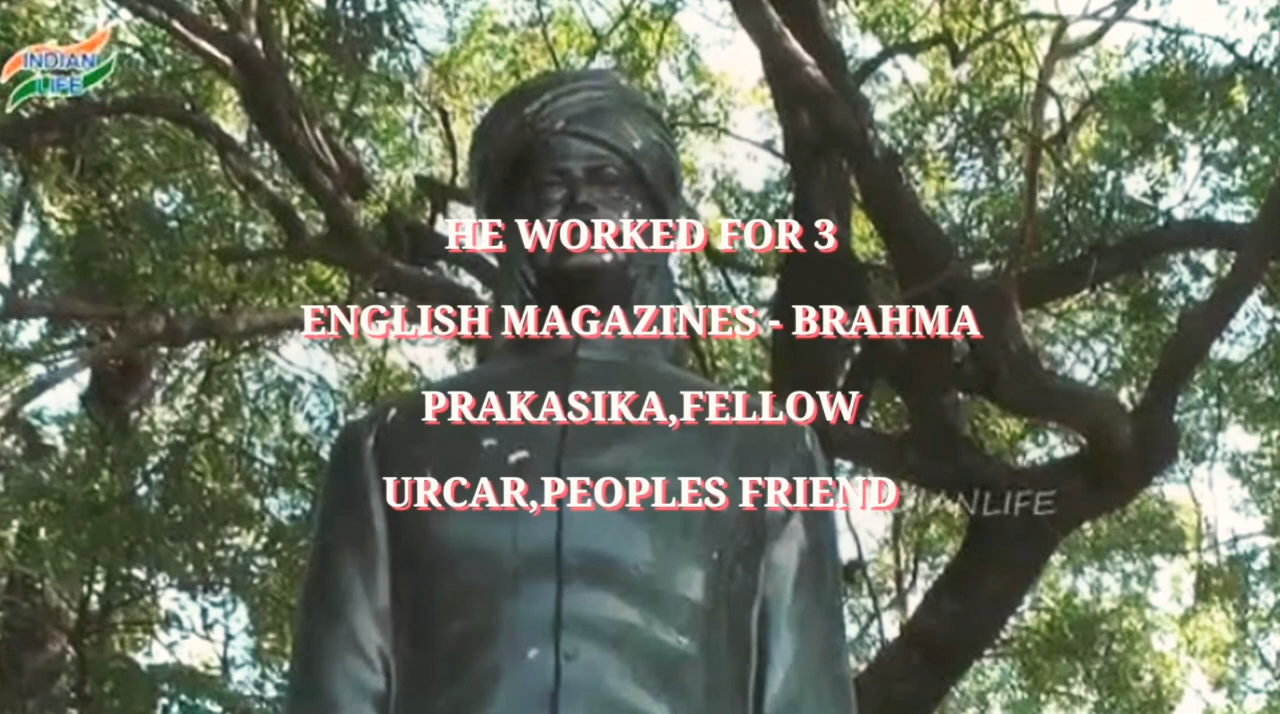 INDIAN
LIFE
HE WORKED FOR 3
ENGLISH MAGAZINES - BRAHMA
PRAKASIKA,FELLOW
URCAR,PEOPLES FRIEND